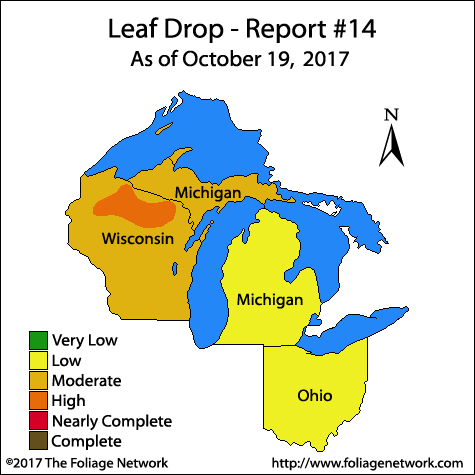 Leaf Drop - Report #14
As of October 19, 2017
N
Michigan
Wisconsin
Michigan
Ohio
Very Low
Low
Moderate
High
Nearly Complete
Complete
©2017 The Foliage Network
http://www.foliagenetwork.com